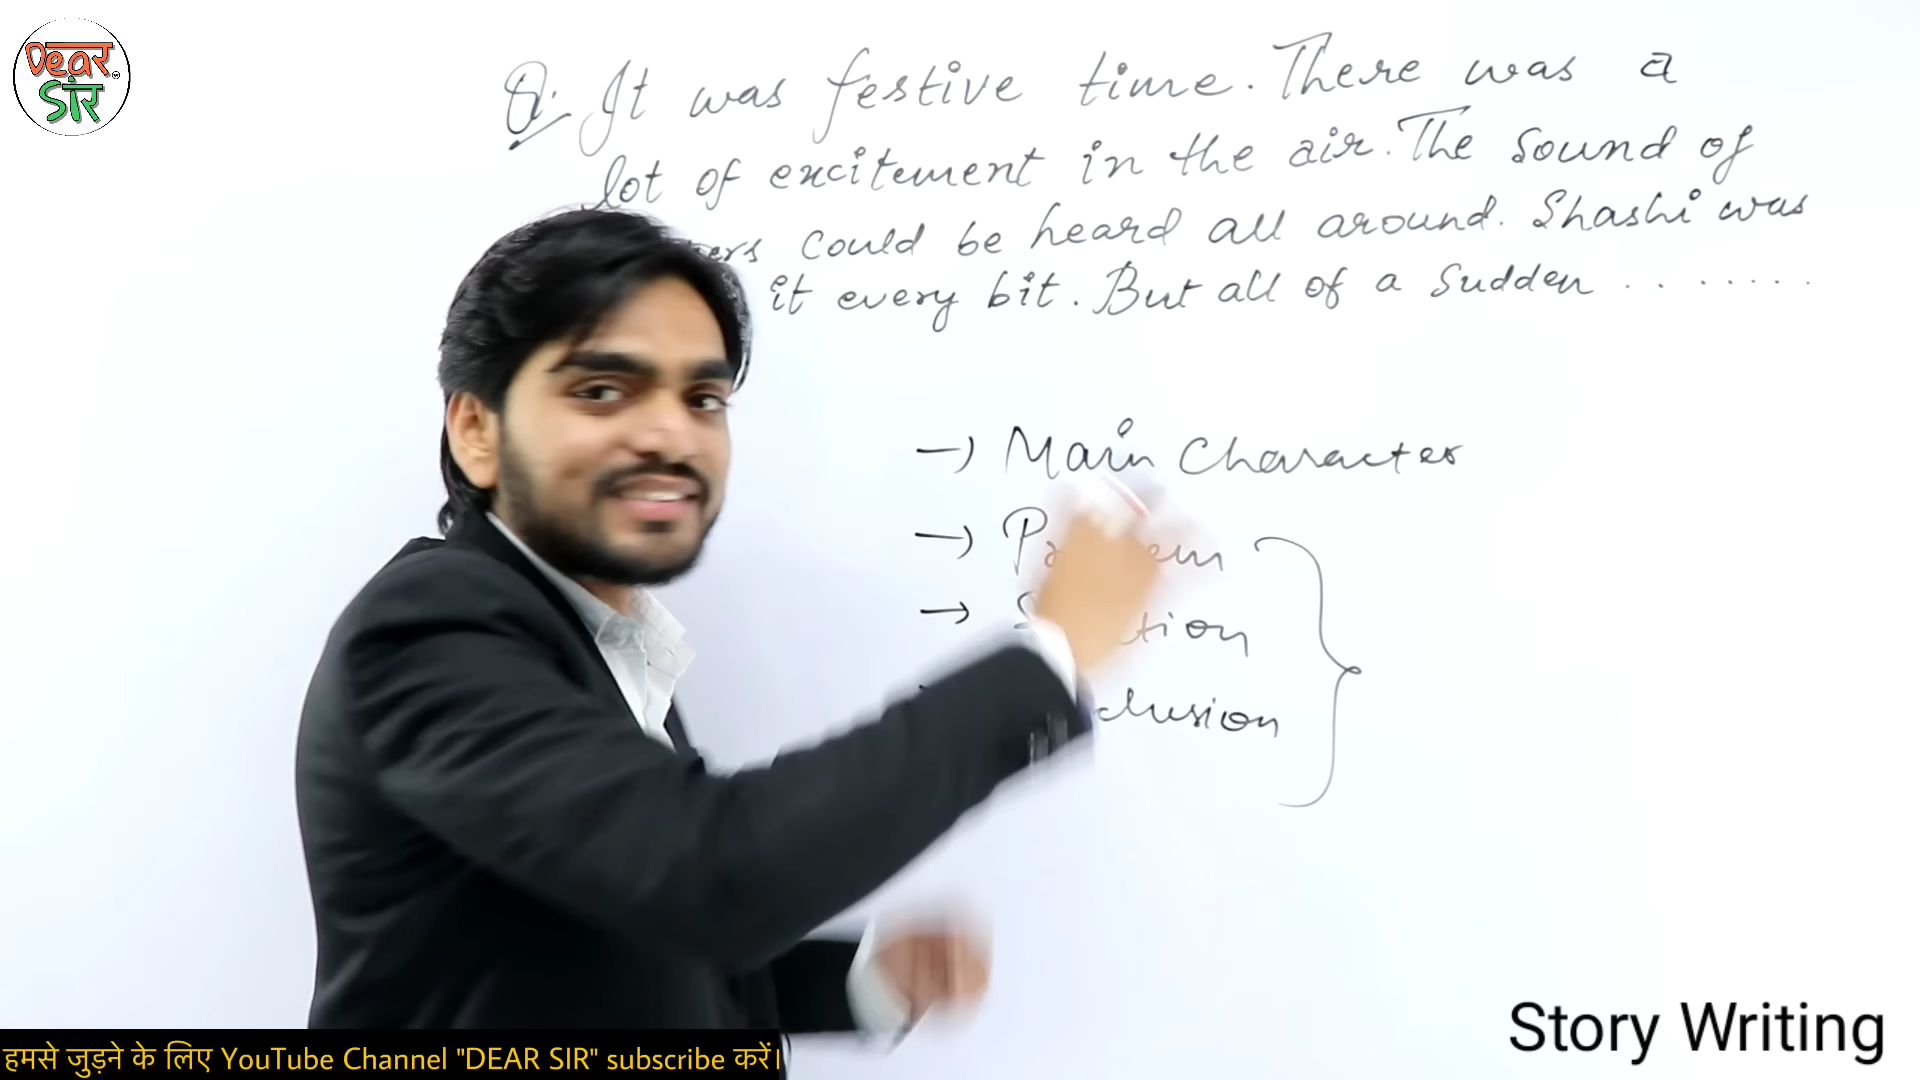 Dear
Sir
Q. It was festive time. There was a
lot of excitement in the air. The sound of
could be heard all around. Shashi was
it every bit. But all of a sudden ........
→ Main Character
→
→
Story Writing
हमसे जुड़ने के लिए YouTube Channel "DEAR SIR" subscribe करें।